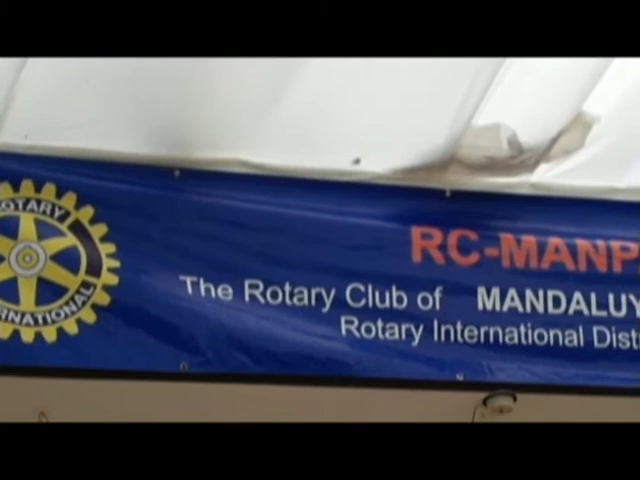 ROTARY
INTERNATIONAL
RC-MANP
The Rotary Club of MANDALUY
Rotary International Dist